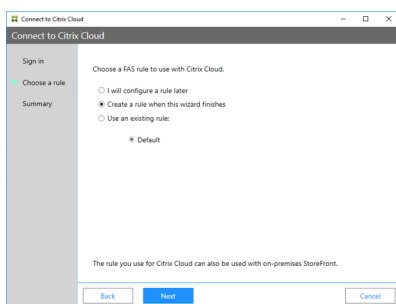 Connect to Citrix Cloud
Connect to Citrix Cloud
Sign in
Choose a rule
Summary
Choose a FAS rule to use with Citrix Cloud.
I will configure a rule later
Create a rule when this wizard finishes
Use an existing rule:
Default
The rule you use for Citrix Cloud can also be used with on-premises StoreFront.
Back
Next
Cancel